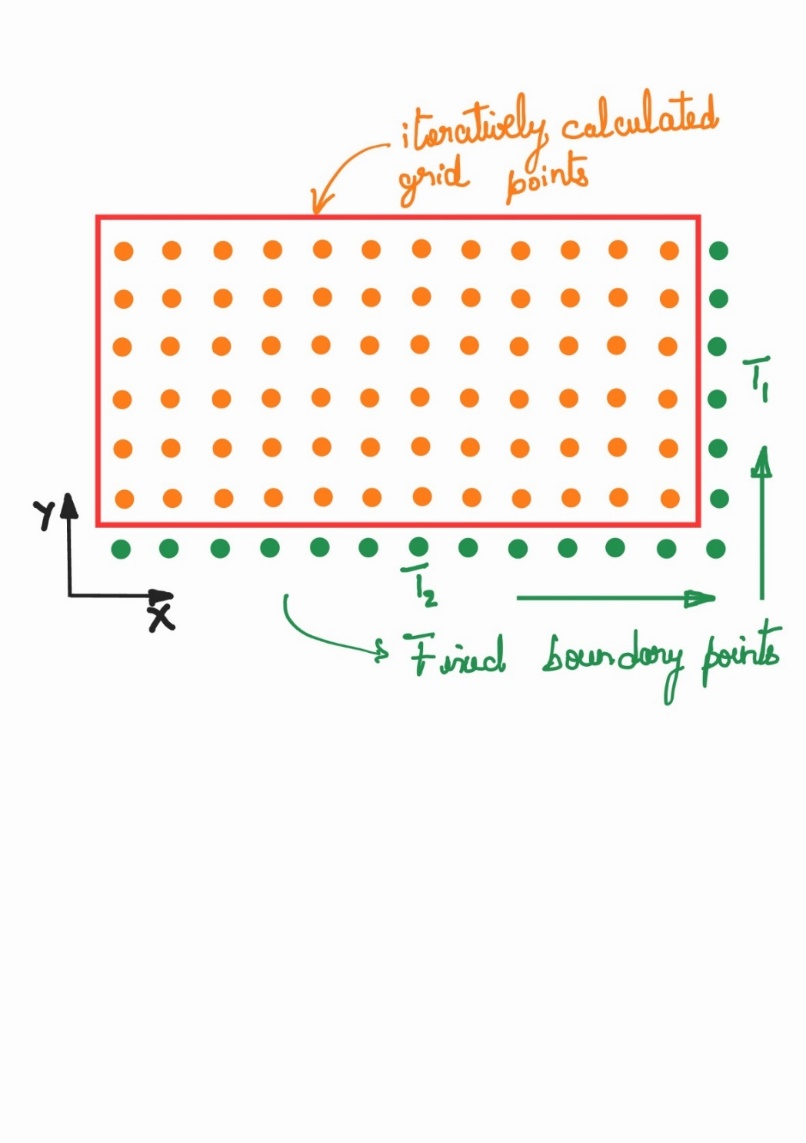 iteratively calculated
grid points
T1
Y
T2
X
Fixed boundary points